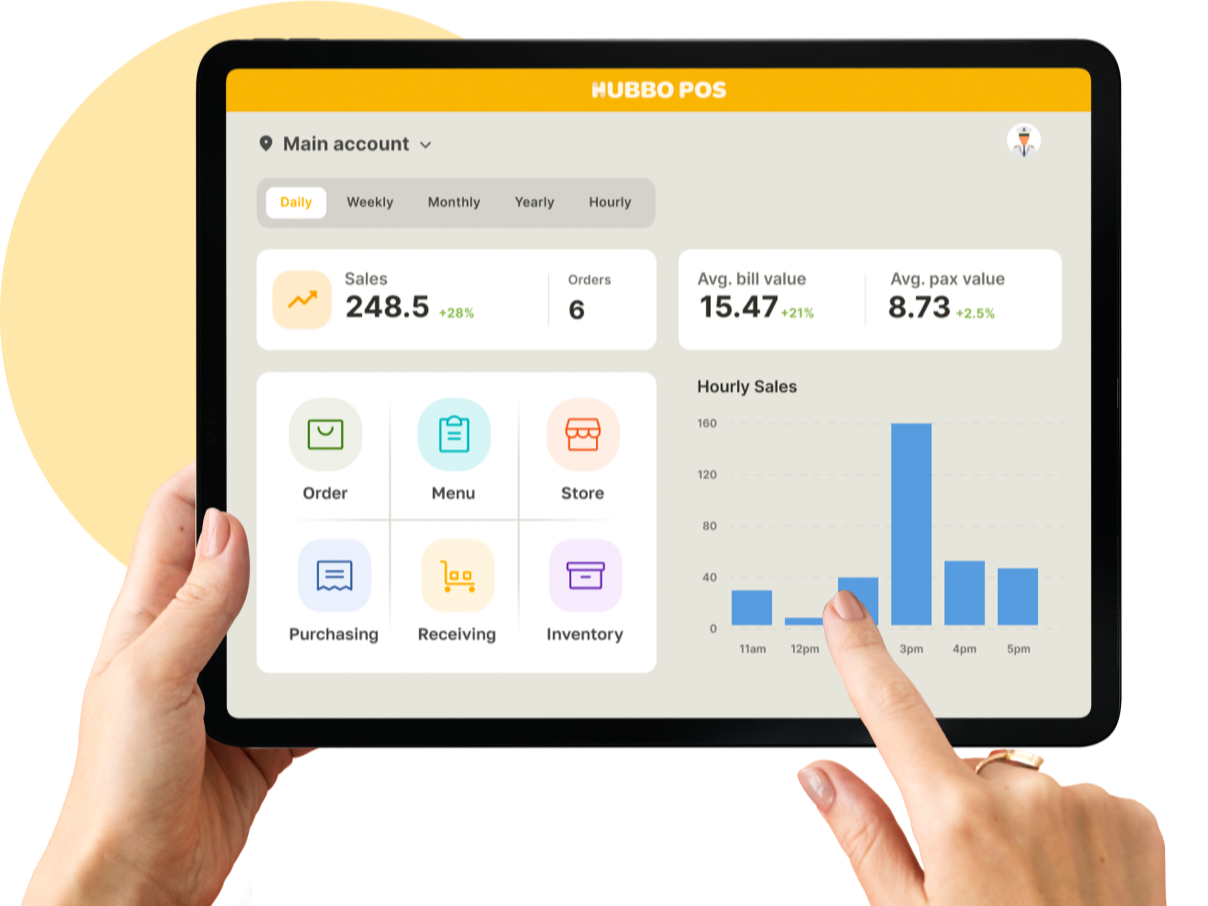 HUBBO POS
Main account
Daily Weekly Monthly Yearly Hourly
Sales
248.5 +28%
Orders
6
Avg. bill value
15.47 +21%
Avg. pax value
8.73 +2.5%
Order Menu Store
Purchasing Receiving Inventory
Hourly Sales
160
120
80
40
0
11am 12pm 3pm 4pm 5pm